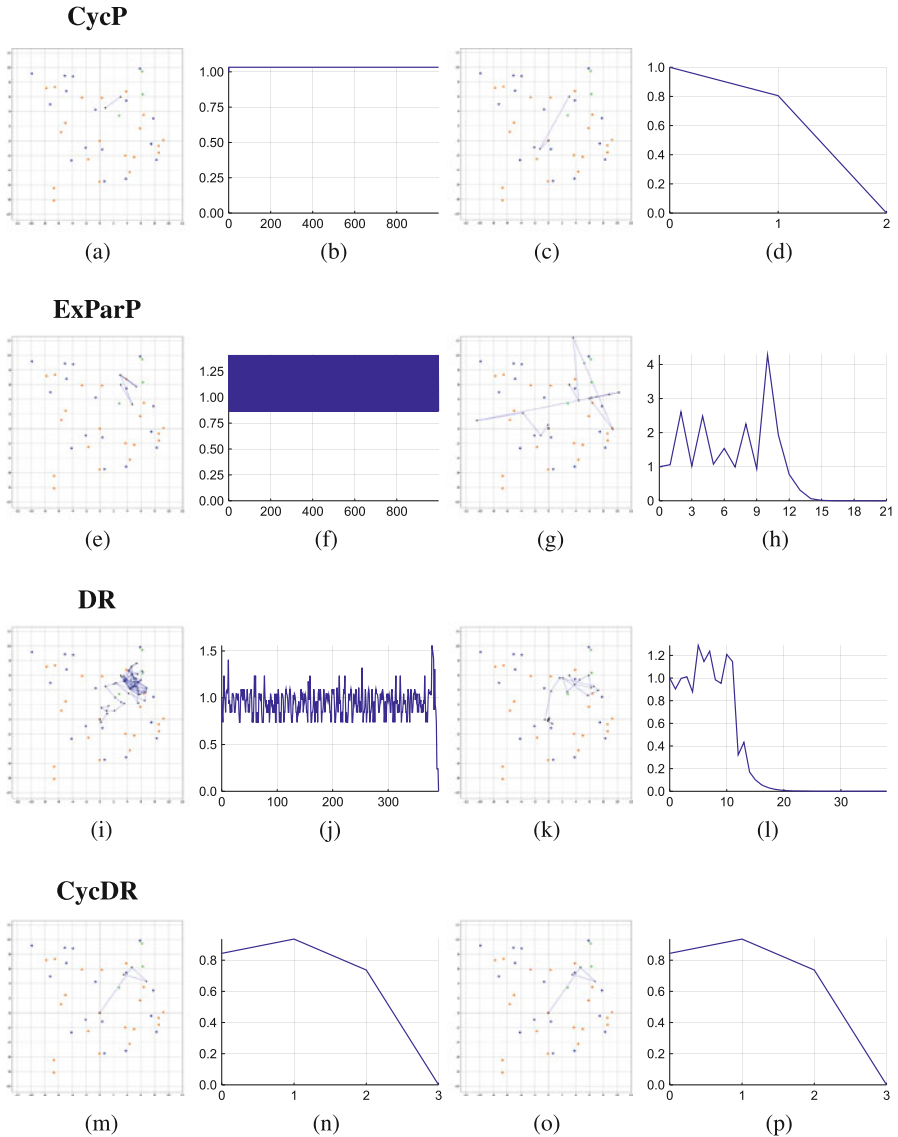 CycP
1.00
0.75
0.50
0.25
0.00
0 200 400 600 800
1.0
0.8
0.6
0.4
0.2
0.0
0 1 2
(a) (b) (c) (d)
ExParP
1.25
1.00
0.75
0.50
0.25
0.00
0 200 400 600 800
4
3
2
1
0
0 3 6 9 12 15 18 21
(e) (f) (g) (h)
DR
1.5
1.0
0.5
0.0
0 100 200 300
1.2
1.0
0.8
0.6
0.4
0.2
0.0
0 10 20 30
(i) (j) (k) (l)
CycDR
0.8
0.6
0.4
0.2
0.0
0 1 2 3
0.8
0.6
0.4
0.2
0.0
0 1 2 3
(m) (n) (o) (p)